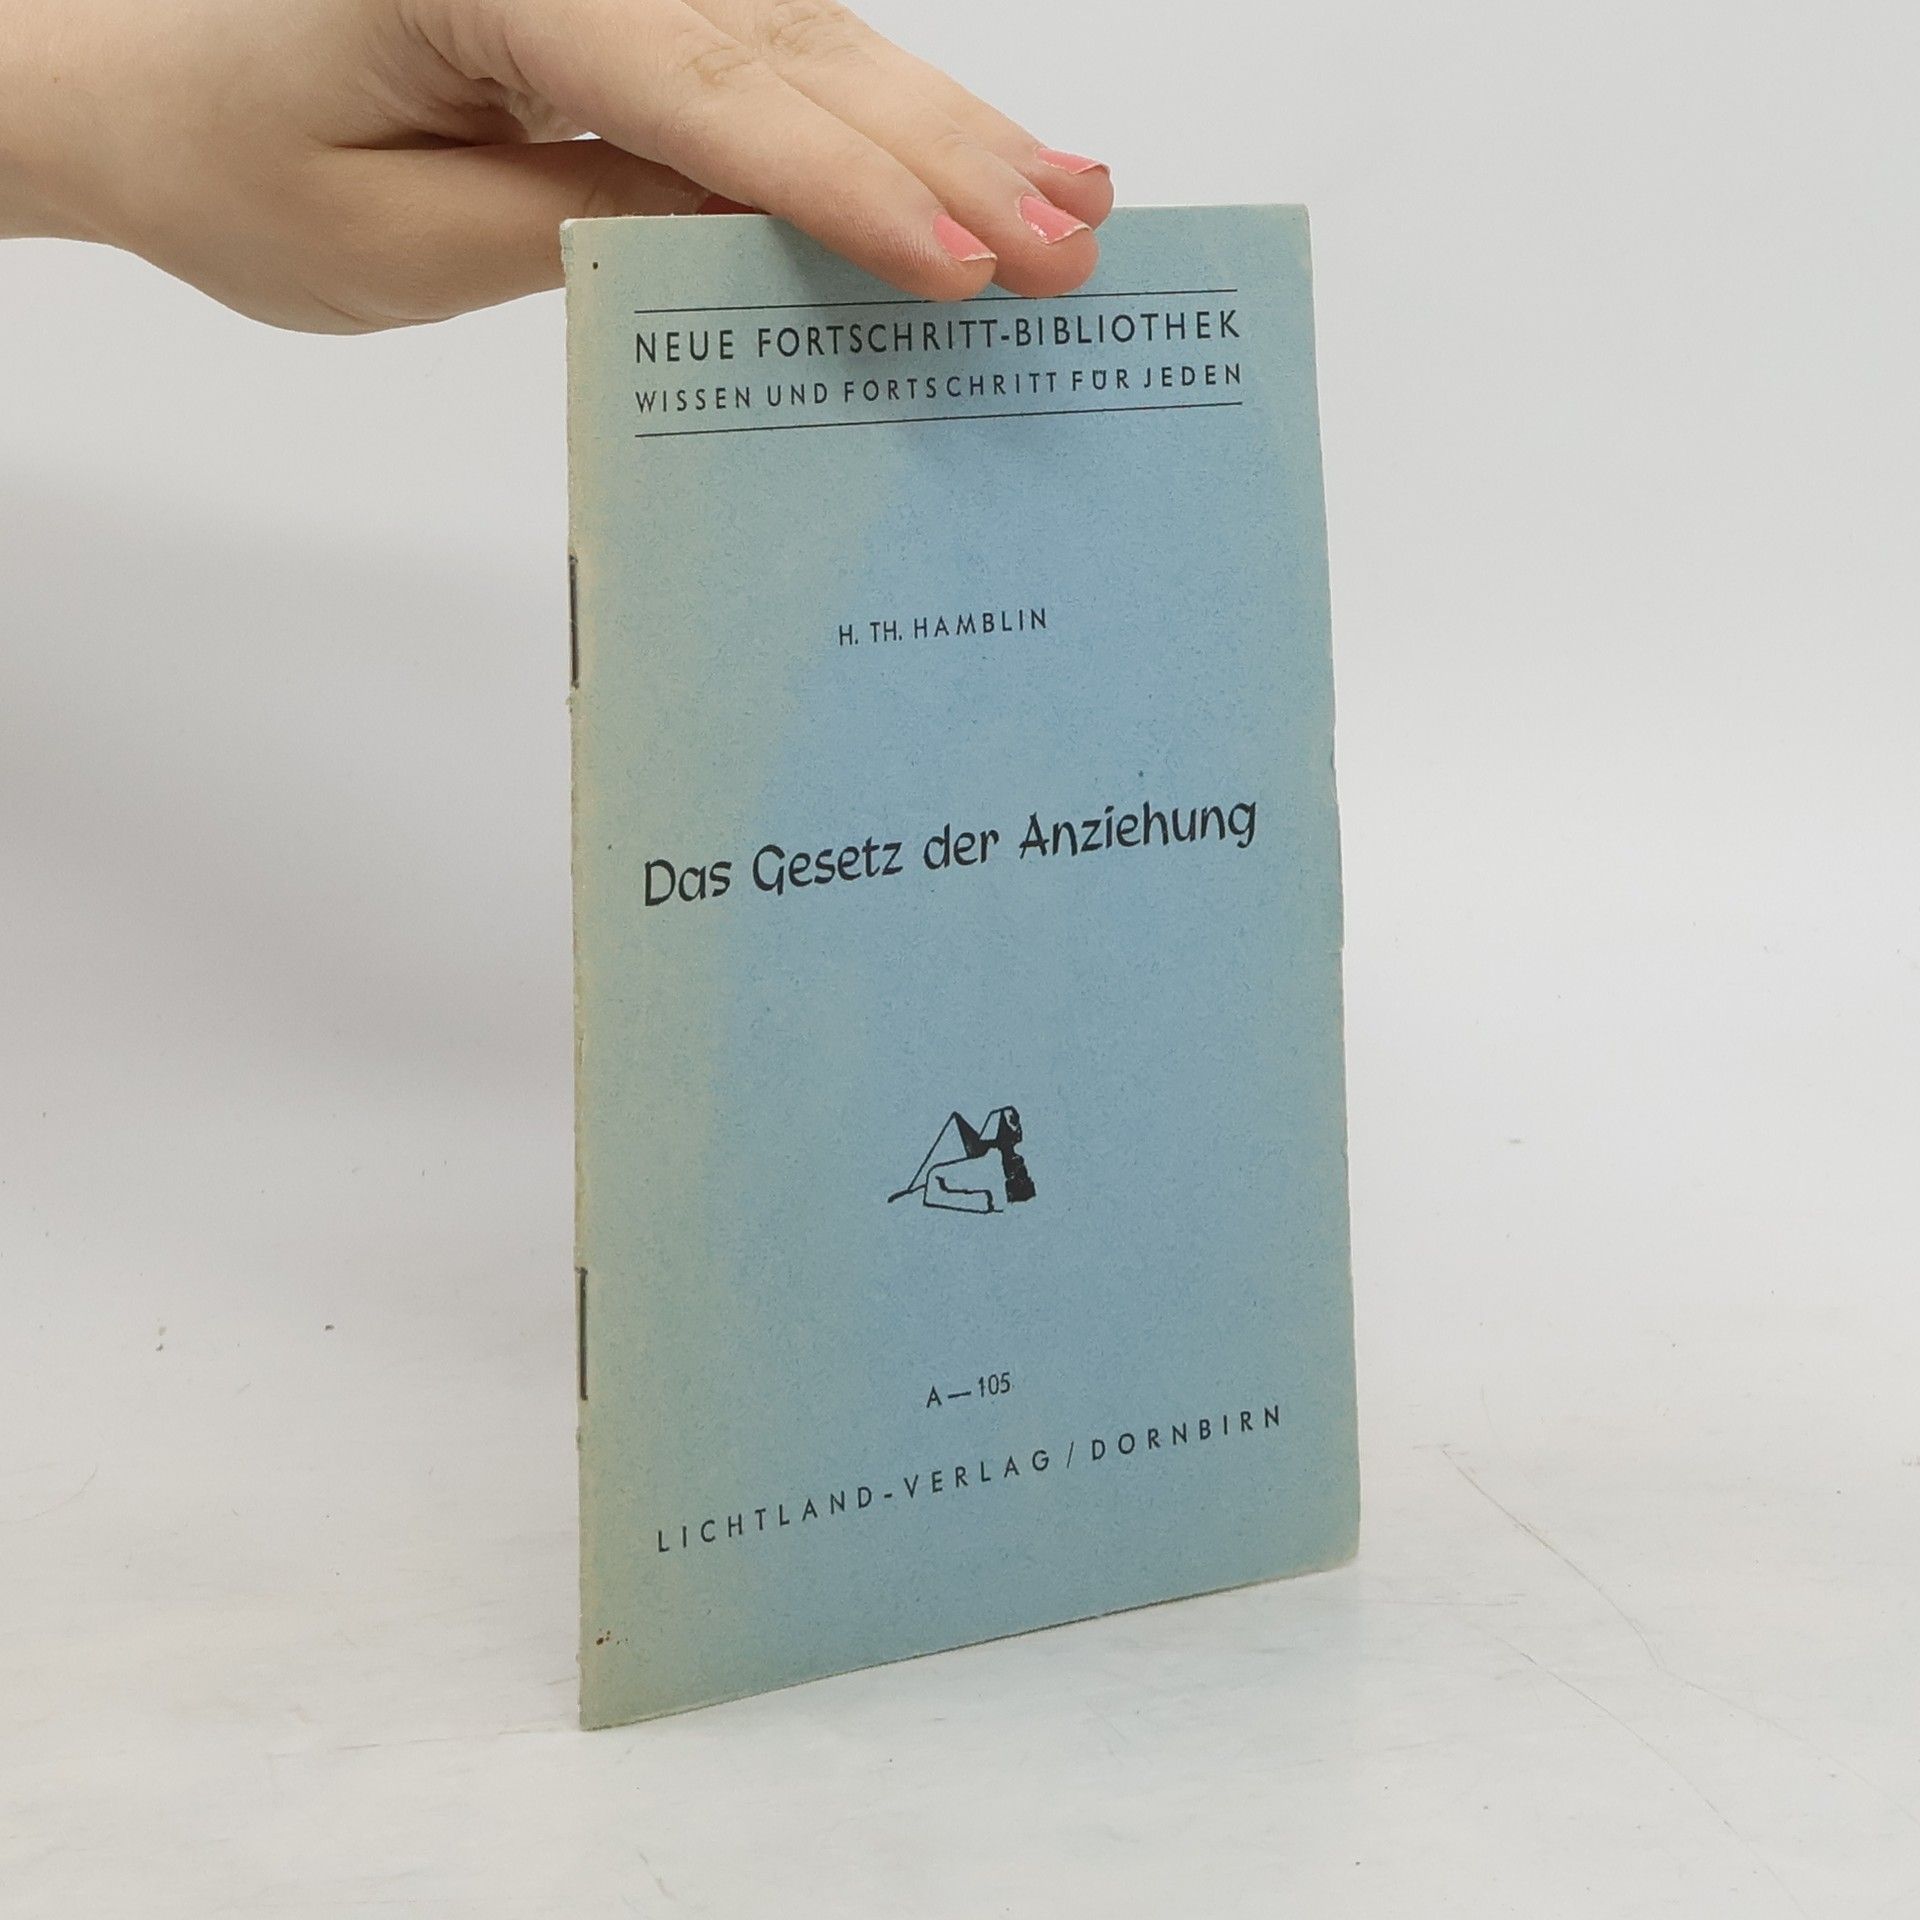 NEUE FORTSCHRITT-BIBLIOTHEK
WISSEN UND FORTSCHRITT FÜR JEDEN
H. TH. HAMBLIN
Das Gesetz der Anziehung
A—105
LICHTLAND-VERLAG / DORNBIRN